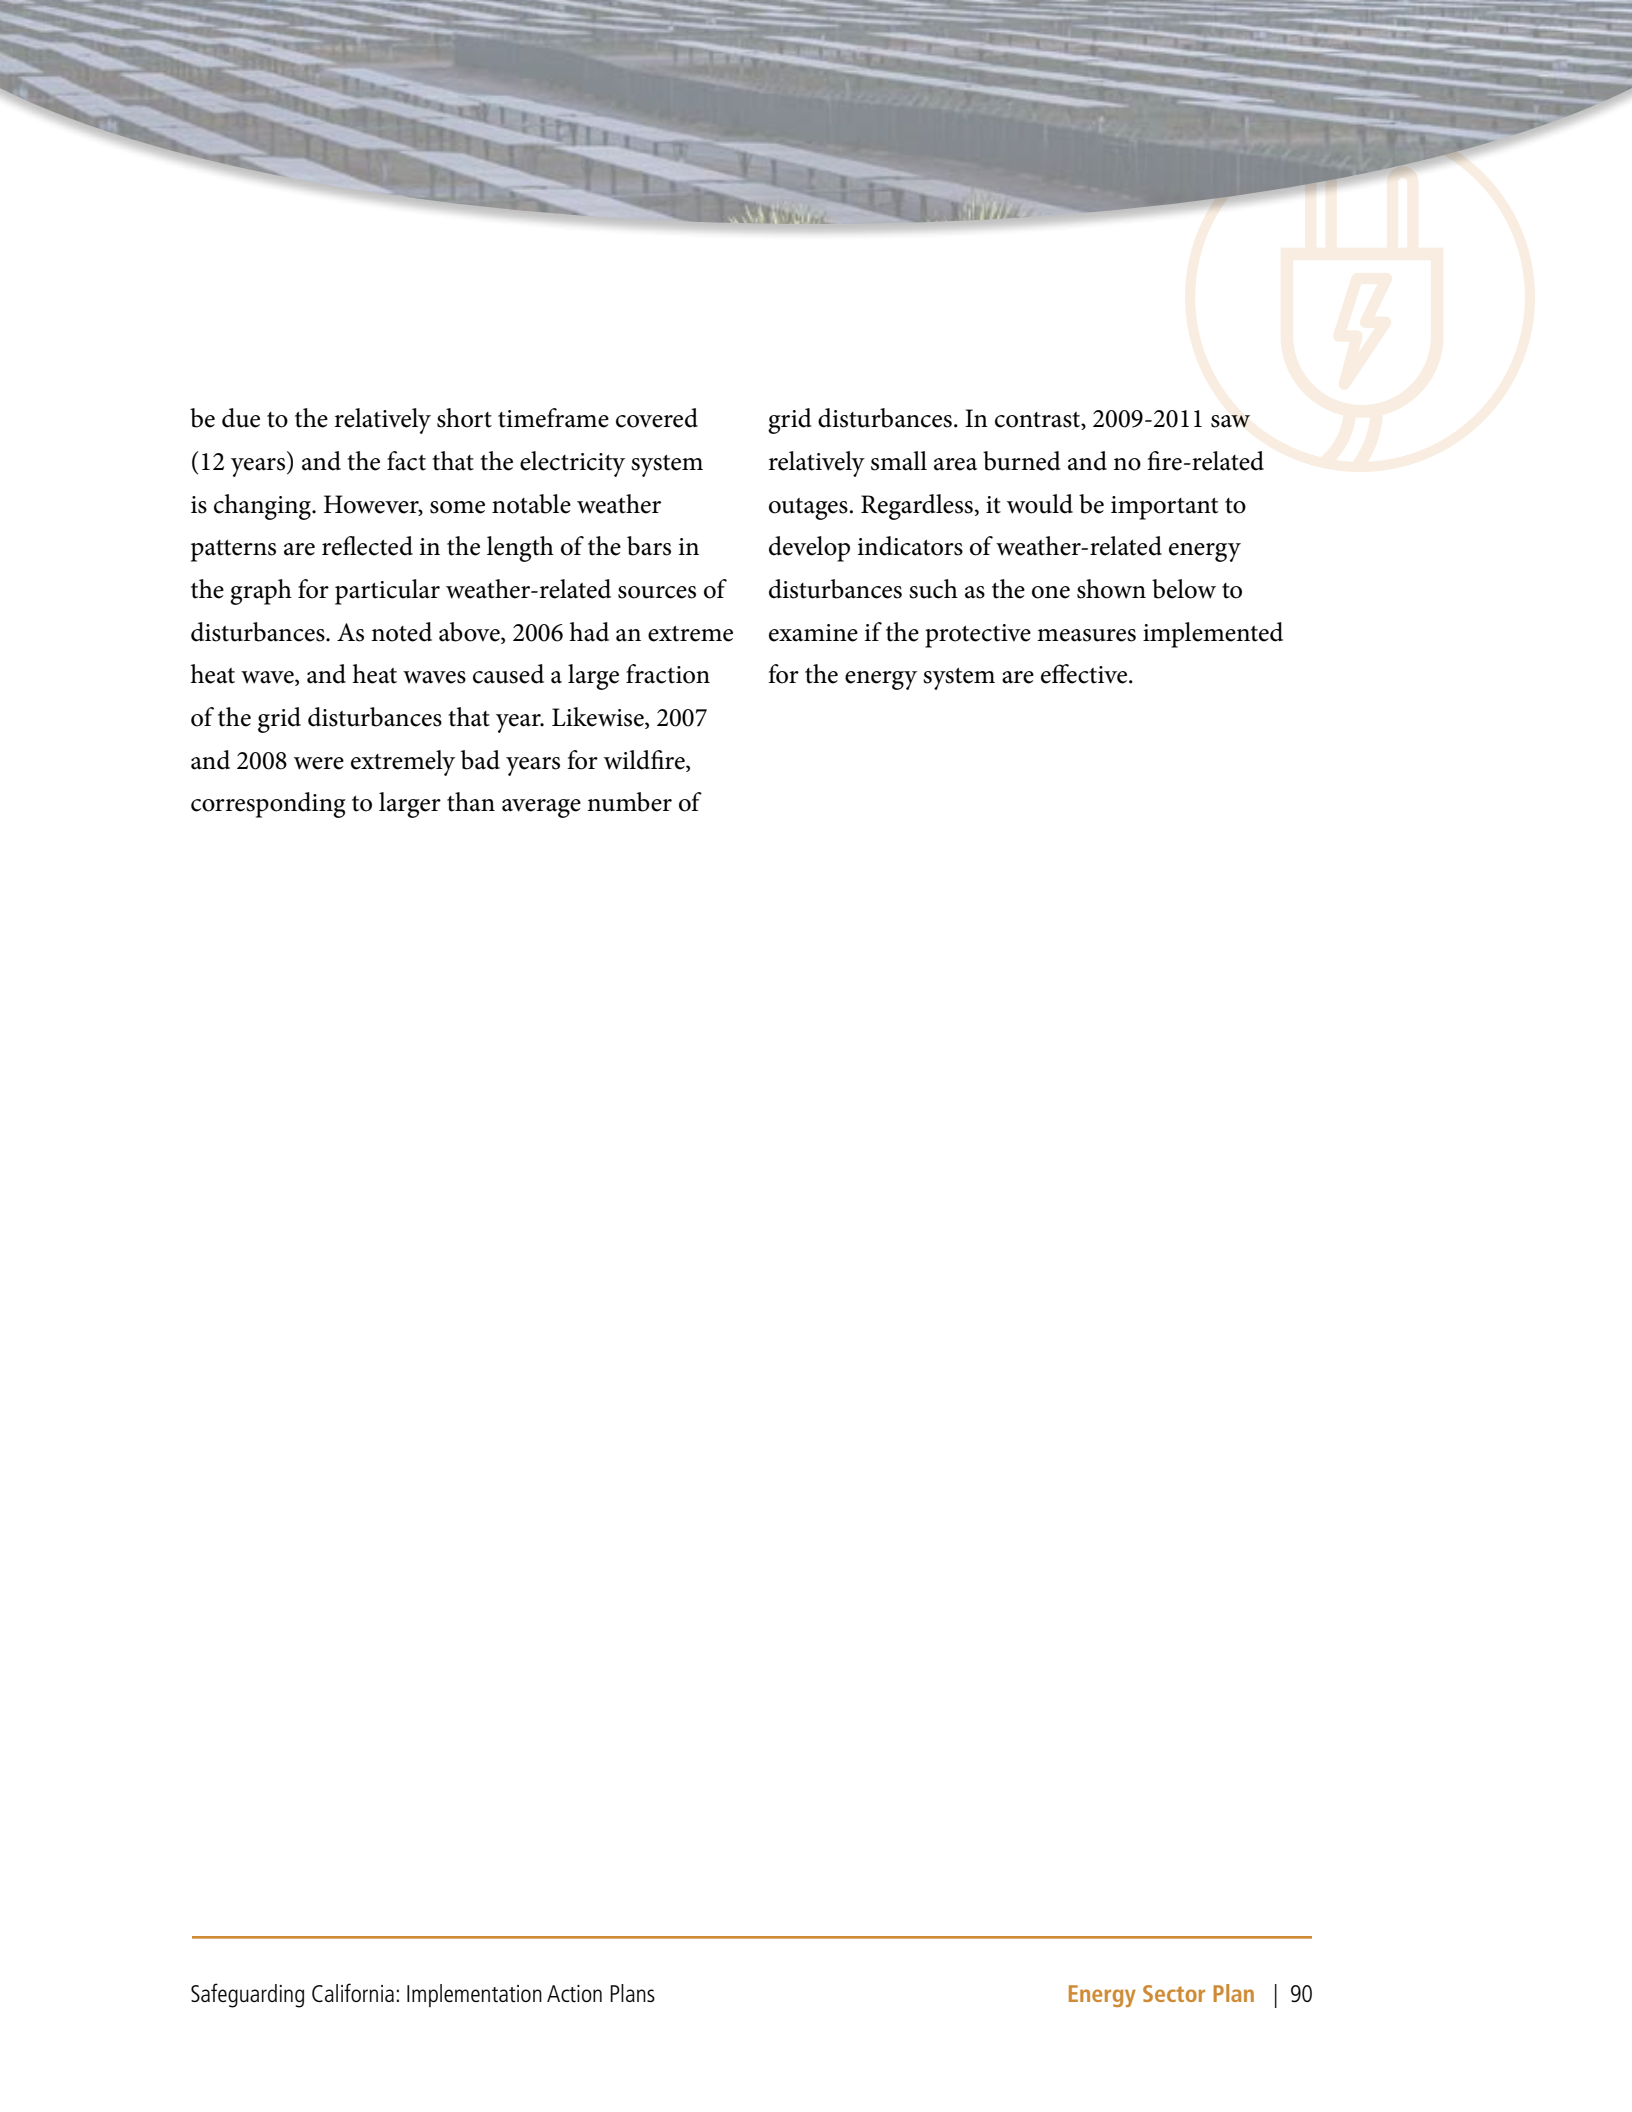 be due to the relatively short timeframe covered
(12 years) and the fact that the electricity system
is changing. However, some notable weather
patterns are reflected in the length of the bars in
the graph for particular weather-related sources of
disturbances. As noted above, 2006 had an extreme
heat wave, and heat waves caused a large fraction
of the grid disturbances that year. Likewise, 2007
and 2008 were extremely bad years for wildfire,
corresponding to larger than average number of
grid disturbances. In contrast, 2009-2011 saw
relatively small area burned and no fire-related
outages. Regardless, it would be important to
develop indicators of weather-related energy
disturbances such as the one shown below to
examine if the protective measures implemented
for the energy system are effective.
Safeguarding California: Implementation Action Plans
Energy Sector Plan | 90